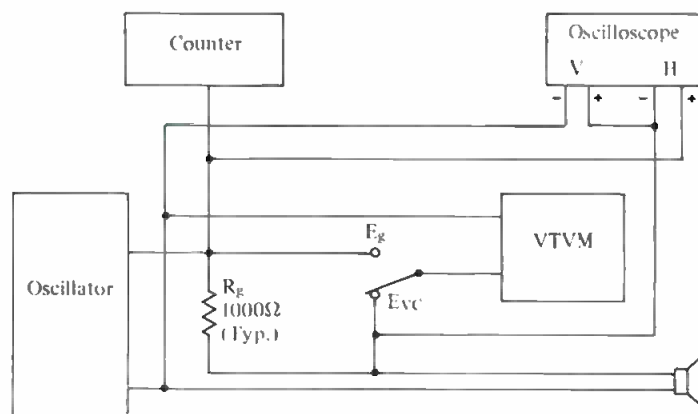 Counter
Oscilloscope
V H
- + - +
E_g
VTVM
Oscillator
R_g
1000Ω
(Typ.)
Evc